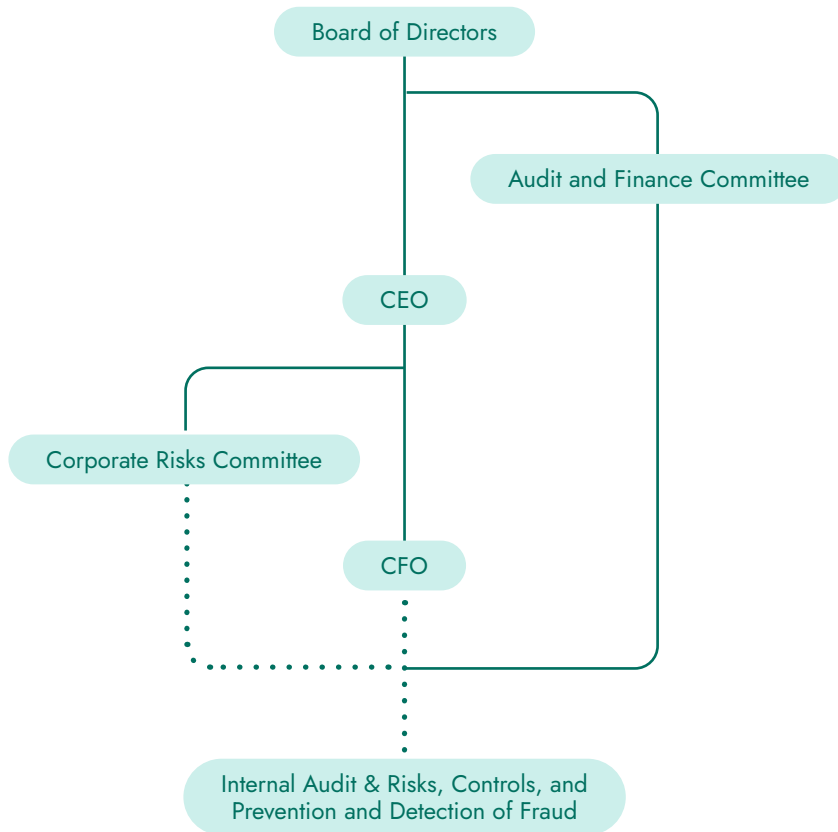 Board of Directors
Audit and Finance Committee
CEO
Corporate Risks Committee
CFO
Internal Audit & Risks, Controls, and
Prevention and Detection of Fraud